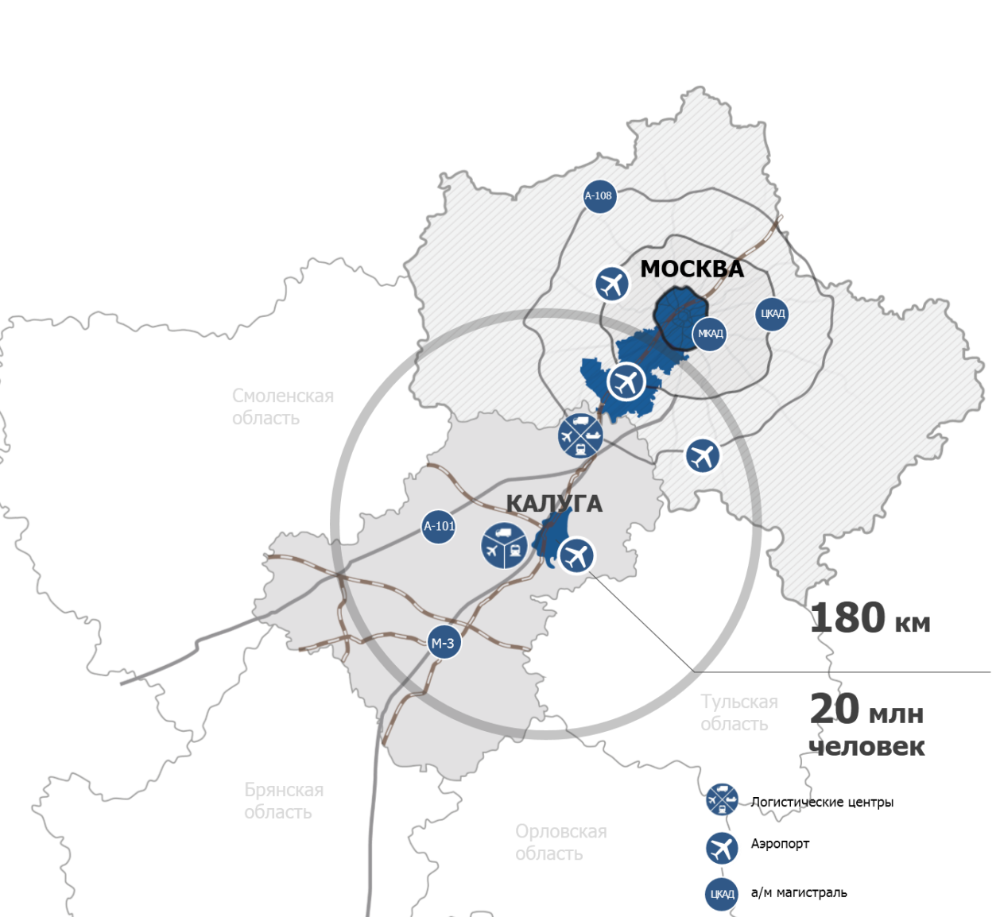 А-108
МОСКВА
ЦКАД
МКАД
Смоленская
область
КАЛУГА
А-101
180 км
М-3
Тульская
область
20 млн
человек
Брянская
область
Логистические центры
Орловская
область
Аэропорт
ЦКАД
а/м магистраль